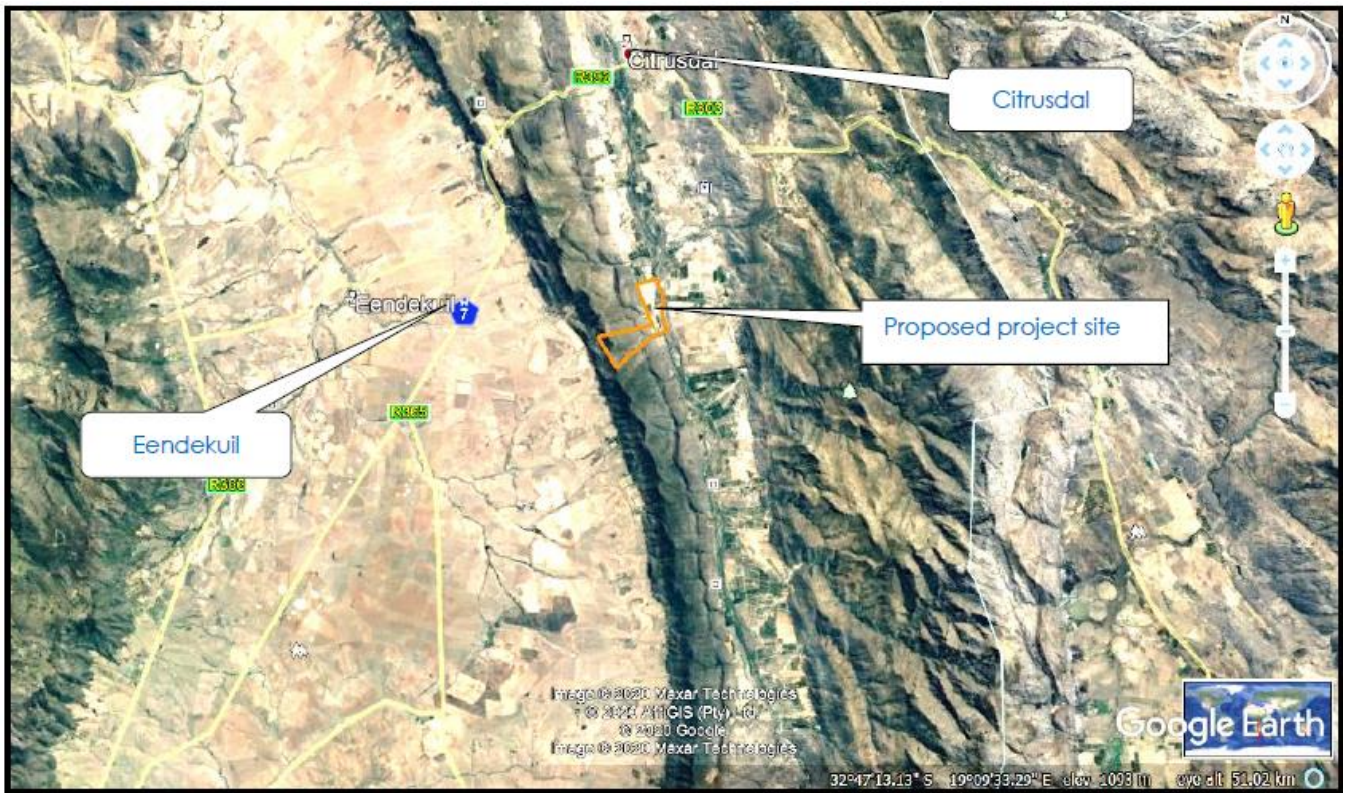 N
Citrusdal
R303
Citrusdal
Eendekuil
7
Proposed project site
R365
Eendekuil
Image © 2020 Maxar Technologies
© 2020 AfriGIS (Pty) Ltd.
© 2020 Google
Image © 2020 Maxar Technologies
Google Earth
32°47'13.13" S 19°09'33.29" E elev 1093 m eye alt 51.02 km